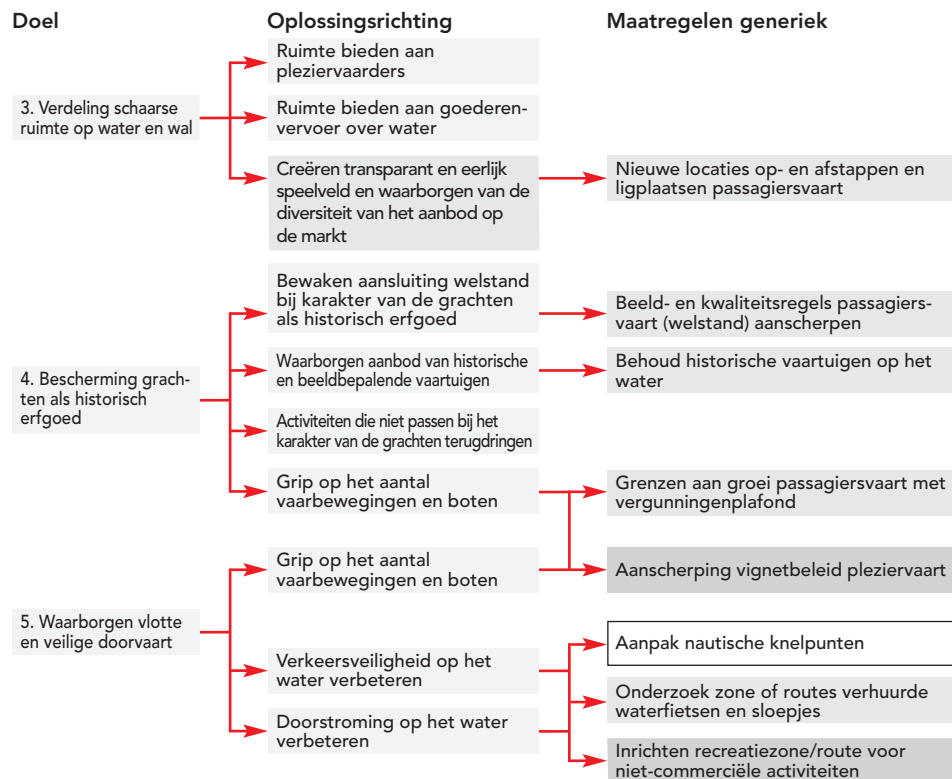 Doel
Oplossingsrichting
Maatregelen generiek
3. Verdeling schaarse
ruimte op water en wal
Ruimte bieden aan
pleziervaarders
Ruimte bieden aan goederen-
vervoer over water
Creëren transparant en eerlijk
speelveld en waarborgen van de
diversiteit van het aanbod op
de markt
Nieuwe locaties op- en afstappen en
ligplaatsen passagiersvaart
4. Bescherming grach-
ten als historisch
erfgoed
Bewaken aansluiting welstand
bij karakter van de grachten
als historisch erfgoed
Beeld- en kwaliteitsregels passagiers-
vaart (welstand) aanscherpen
Waarborgen aanbod van historische
en beeldbepalende vaartuigen
Behoud historische vaartuigen op het
water
Activiteiten die niet passen bij het
karakter van de grachten terugdringen
Grip op het aantal
vaarbewegingen en boten
Grenzen aan groei passagiersvaart met
vergunningenplafond
5. Waarborgen vlotte
en veilige doorvaart
Grip op het aantal
vaarbewegingen en boten
Aanscherping vignetbeleid pleziervaart
Verkeersveiligheid op het
water verbeteren
Aanpak nautische knelpunten
Doorstroming op het water
verbeteren
Onderzoek zone of routes verhuurde
waterfietsen en sloepjes
Inrichten recreatiezone/route voor
niet-commerciële activiteiten